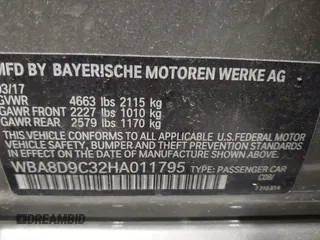 MFD BY BAYERISCHE MOTOREN WERKE AG
03/17
GVWR 4663 lbs 2115 kg
GAWR FRONT 2227 lbs 1010 kg
GAWR REAR 2579 lbs 1170 kg
THIS VEHICLE CONFORMS TO ALL APPLICABLE U.S. FEDERAL MOTOR
VEHICLE SAFETY, BUMPER AND THEFT PREVENTION STANDARDS IN
EFFECT ON THE DATE OF MANUFACTURE SHOWN ABOVE.
WBA8D9C32HA011795 TYPE: PASSENGER CAR
DREAMBID